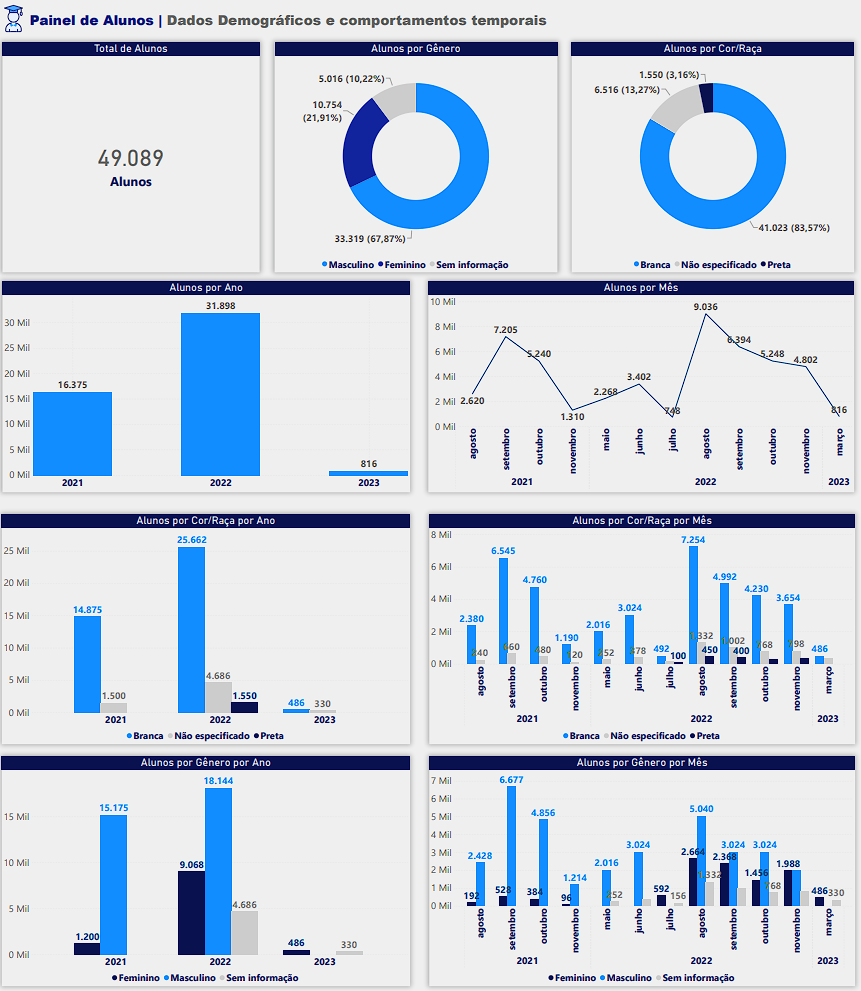 Painel de Alunos | Dados Demográficos e comportamentos temporais
Total de Alunos
49.089
Alunos
Alunos por Gênero
5.016 (10,22%)
10.754
(21,91%)
33.319 (67,87%)
Masculino Feminino Sem informação
Alunos por Cor/Raça
1.550 (3,16%)
6.516 (13,27%)
41.023 (83,57%)
Branca Não especificado Preta
Alunos por Ano
30 Mil
25 Mil
20 Mil
15 Mil
10 Mil
5 Mil
0 Mil
16.375
31.898
816
2021 2022 2023
Alunos por Mês
10 Mil
8 Mil
6 Mil
4 Mil
2 Mil
0 Mil
2.620
7.205
5.240
1.310
2.268
3.402
748
9.036
6.394
5.248
4.802
816
agosto
setembro
outubro
novembro
maio
junho
julho
agosto
setembro
outubro
novembro
março
2021 2022 2023
Alunos por Cor/Raça por Ano
25 Mil
20 Mil
15 Mil
10 Mil
5 Mil
0 Mil
14.875
1.500
25.662
4.686
1.550
486
330
2021 2022 2023
Branca Não especificado Preta
Alunos por Cor/Raça por Mês
8 Mil
6 Mil
4 Mil
2 Mil
0 Mil
2.380
240
6.545
660
4.760
480
1.190
120
2.016
252
3.024
378
492
100
7.254
1.332
450
4.992
1.002
400
4.230
768
3.654
798
486
agosto
setembro
outubro
novembro
maio
junho
julho
agosto
setembro
outubro
novembro
março
2021 2022 2023
Branca Não especificado Preta
Alunos por Gênero por Ano
15 Mil
10 Mil
5 Mil
0 Mil
1.200
15.175
9.068
18.144
4.686
486
330
2021 2022 2023
Feminino Masculino Sem informação
Alunos por Gênero por Mês
7 Mil
6 Mil
5 Mil
4 Mil
3 Mil
2 Mil
1 Mil
0 Mil
192
2.428
528
6.677
384
4.856
96
1.214
2.016
252
3.024
592
156
2.664
5.040
1.332
2.368
3.024
1.456
3.024
768
1.988
486
330
agosto
setembro
outubro
novembro
maio
junho
julho
agosto
setembro
outubro
novembro
março
2021 2022 2023
Feminino Masculino Sem informação